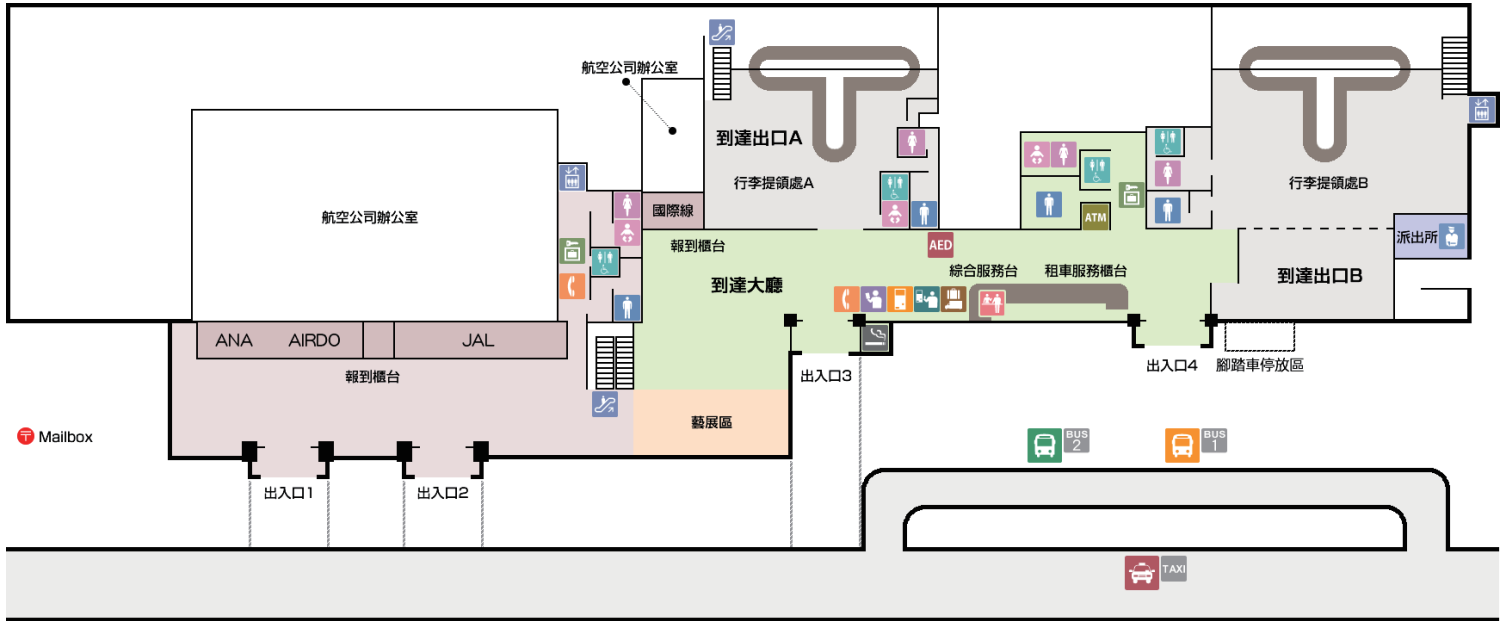 航空公司辦公室
到達出口A
行李提領處A
行李提領處B
航空公司辦公室
國際線
報到櫃台
ATM
AED
派出所
到達大廳
綜合服務台
租車服務櫃台
到達出口B
ANA
AIRDO
JAL
報到櫃台
出入口3
出入口4
腳踏車停放區
藝展區
Mailbox
BUS
2
BUS
1
出入口1
出入口2
TAXI